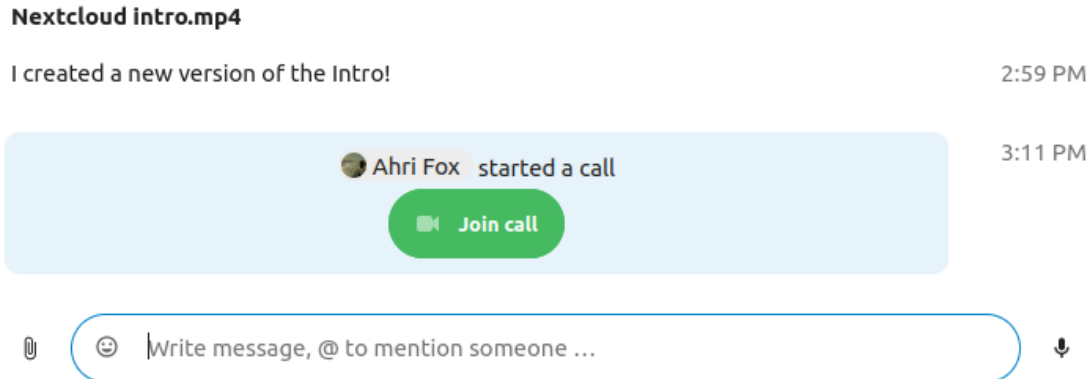 Nextcloud intro.mp4
I created a new version of the Intro! 2:59 PM
Ahri Fox started a call 3:11 PM
Join call
Write message, @ to mention someone …